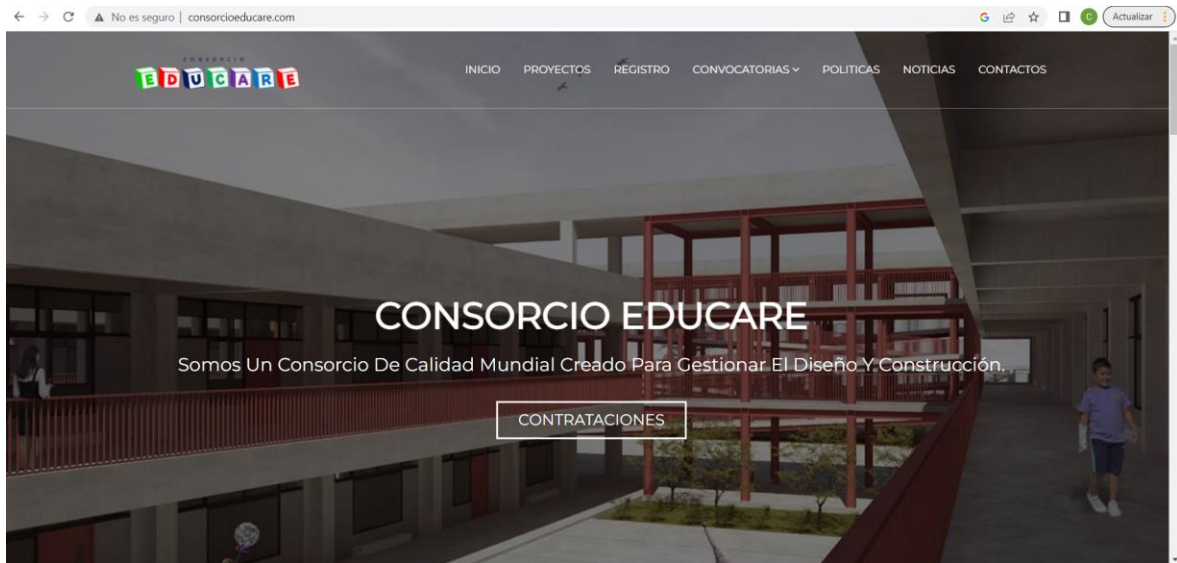 No es seguro | consorcioeducare.com
G
C
Actualizar
CONSORCIO
EDUCARE
INICIO PROYECTOS REGISTRO CONVOCATORIAS POLITICAS NOTICIAS CONTACTOS
CONSORCIO EDUCARE
Somos Un Consorcio De Calidad Mundial Creado Para Gestionar El Diseño Y Construcción.
CONTRATACIONES